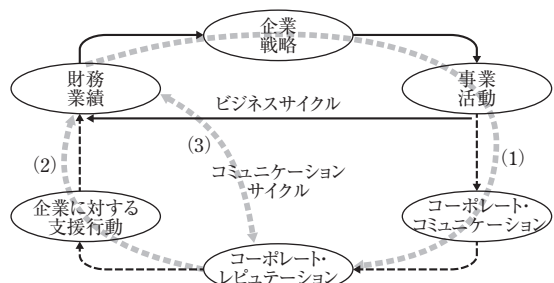 企業
戦略
財務
業績
事業
活動
ビジネスサイクル
(1)
(2)
(3)
コミュニケーション
サイクル
企業に対する
支援行動
コーポレート・
コミュニケーション
コーポレート・
レピュテーション